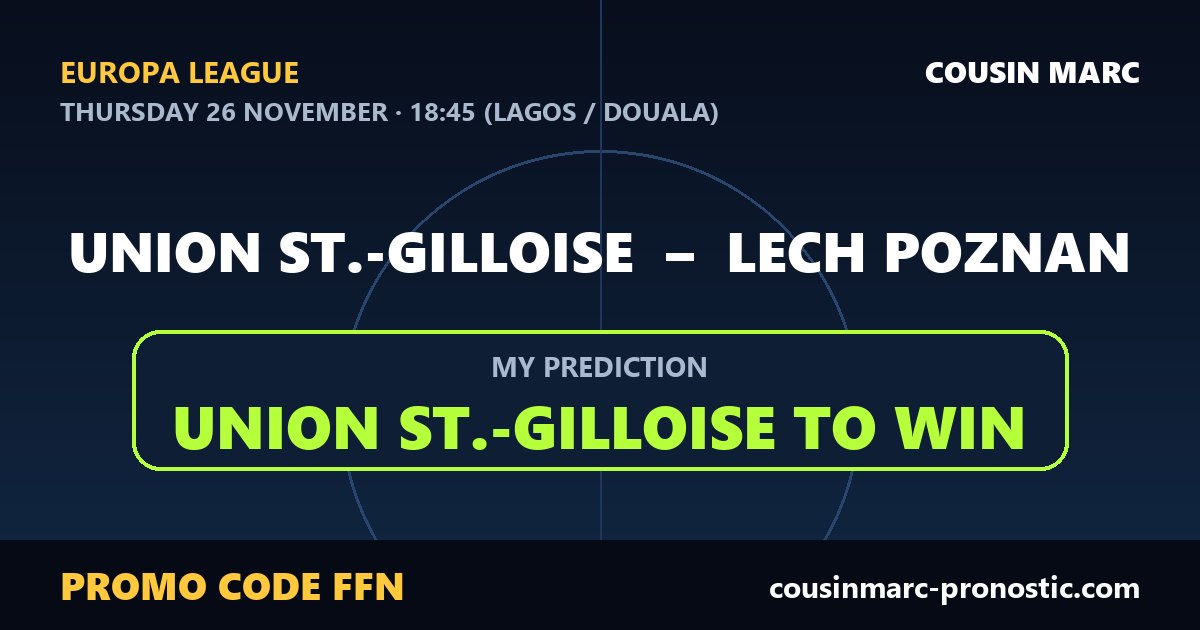 EUROPA LEAGUE
COUSIN MARC
THURSDAY 26 NOVEMBER · 18:45 (LAGOS / DOUALA)
UNION ST.-GILLOISE – LECH POZNAN
MY PREDICTION
UNION ST.-GILLOISE TO WIN
PROMO CODE FFN
cousinmarc-pronostic.com